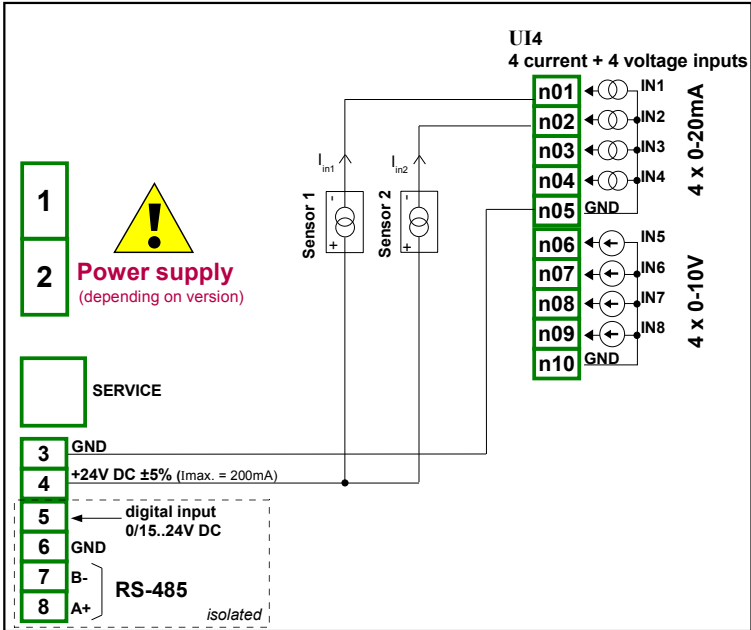 UI4
4 current + 4 voltage inputs
n01 IN1
n02 IN2
n03 IN3
n04 IN4
n05 GND
4 x 0-20mA
n06 IN5
n07 IN6
n08 IN7
n09 IN8
n10 GND
4 x 0-10V
Iin1
Iin2
Sensor 1
- +
Sensor 2
- +
1
2
!
Power supply
(depending on version)
SERVICE
3 GND
4 +24V DC ±5% (Imax. = 200mA)
5 digital input
0/15..24V DC
6 GND
7 B-
RS-485
8 A+
isolated